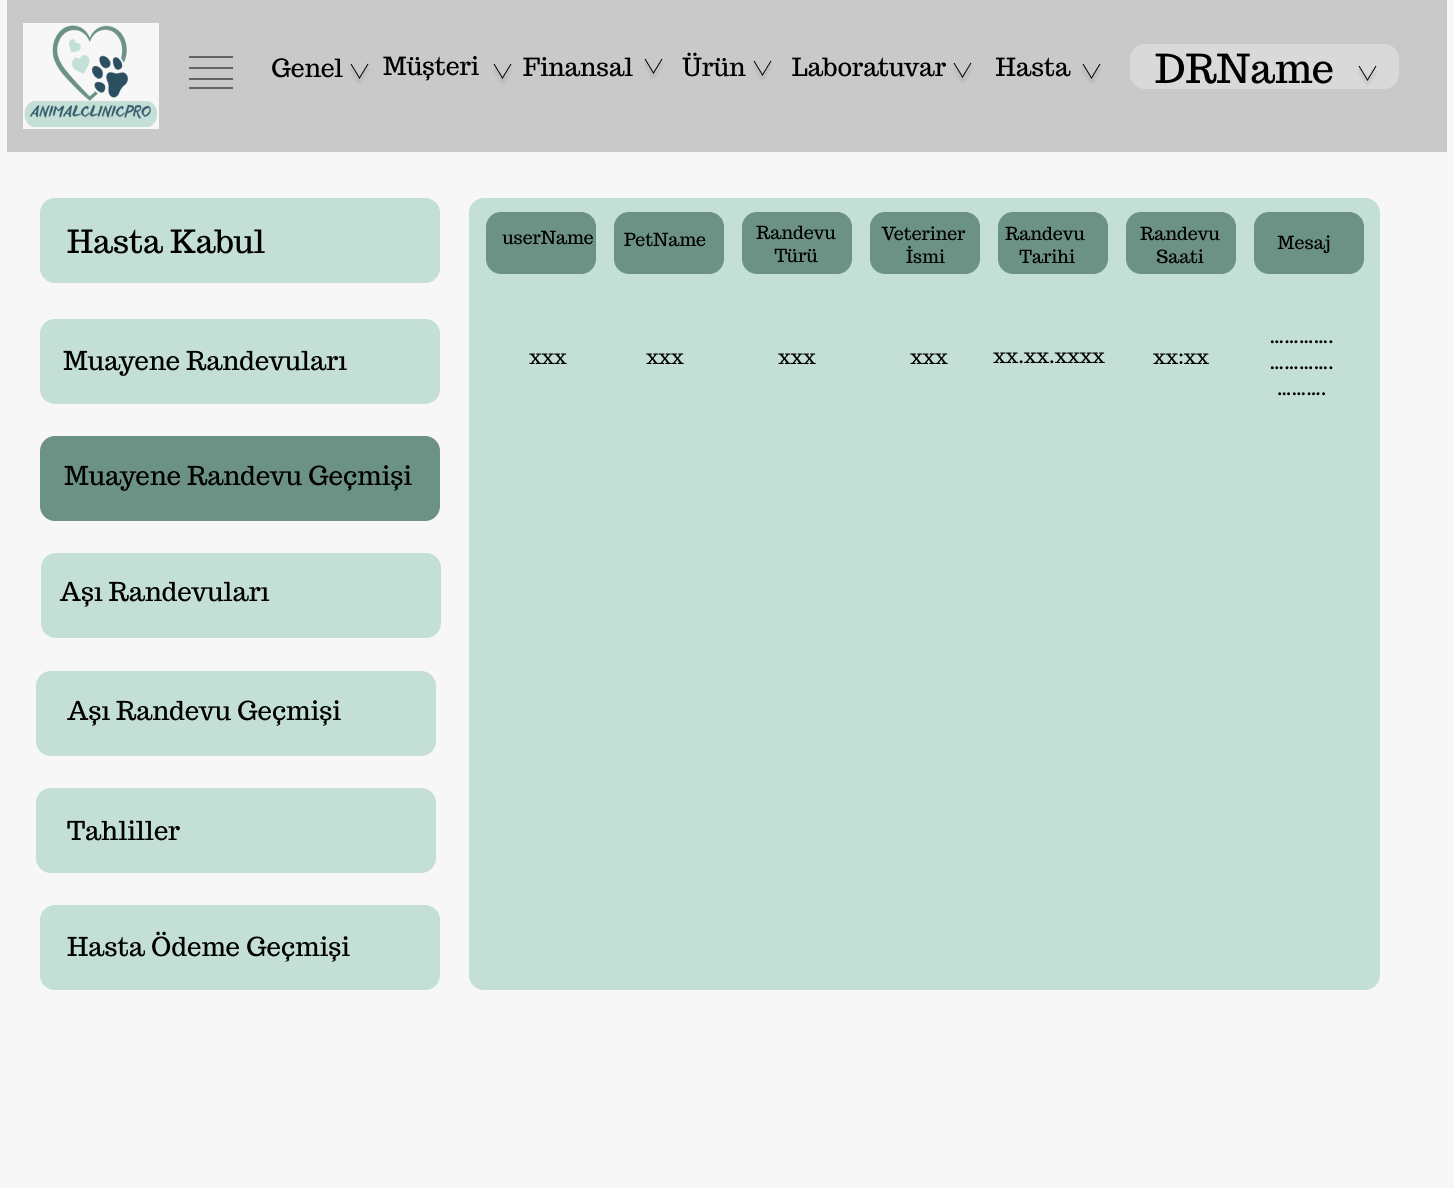 ANIMALCLINICPRO
Genel Müşteri Finansal Ürün Laboratuvar Hasta DRName
Hasta Kabul
Muayene Randevuları
Muayene Randevu Geçmişi
Aşı Randevuları
Aşı Randevu Geçmişi
Tahliller
Hasta Ödeme Geçmişi
userName
PetName
Randevu
Türü
Veteriner
İsmi
Randevu
Tarihi
Randevu
Saati
Mesaj
xxx xxx xxx xxx xx.xx.xxxx xx:xx
.............
.............
..........